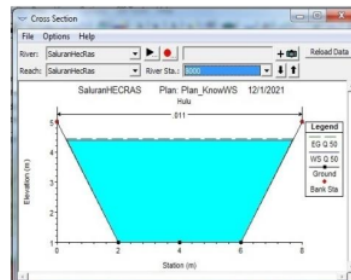 Cross Section
File Options Help
River: SaluranHecRas
Reach: SaluranHecRas River Sta.: 5000
Reload Data
SaluranHECRAS Plan: Plan_KnowWS 12/1/2021
Hulu
.011
Legend
EG Q 50
WS Q 50
Ground
Bank Sta
Elevation (m)
5
4
3
2
1
0 2 4 6 8
Station (m)